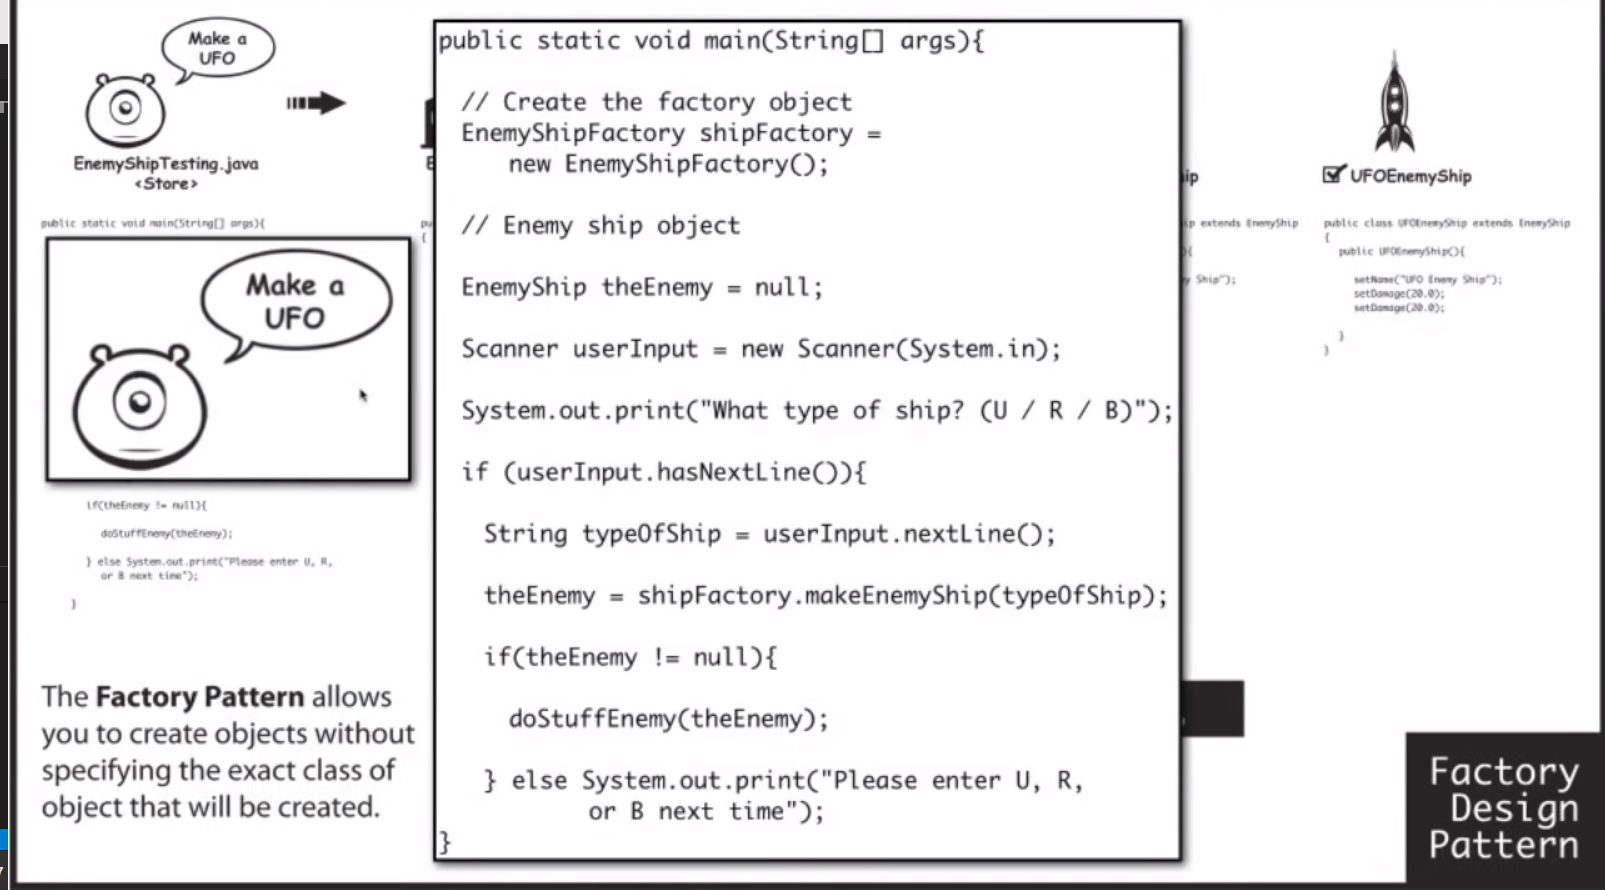 Make a
UFO
EnemyShipTesting.java
<Store>
public static void main(String[] args){
Make a
UFO
if(theEnemy != null){
doStuffEnemy(theEnemy);
} else System.out.print("Please enter U, R,
or B next time");
}
The Factory Pattern allows
you to create objects without
specifying the exact class of
object that will be created.
public static void main(String[] args){
// Create the factory object
EnemyShipFactory shipFactory =
new EnemyShipFactory();
// Enemy ship object
EnemyShip theEnemy = null;
Scanner userInput = new Scanner(System.in);
System.out.print("What type of ship? (U / R / B)");
if (userInput.hasNextLine()){
String typeOfShip = userInput.nextLine();
theEnemy = shipFactory.makeEnemyShip(typeOfShip);
if(theEnemy != null){
doStuffEnemy(theEnemy);
} else System.out.print("Please enter U, R,
or B next time");
}
ip
ip extends EnemyShip
){
y Ship");
UFOEnemyShip
public class UFOEnemyShip extends EnemyShip
{
public UFOEnemyShip(){
setName("UFO Enemy Ship");
setDamage(20.0);
setDamage(20.0);
}
}
Factory
Design
Pattern